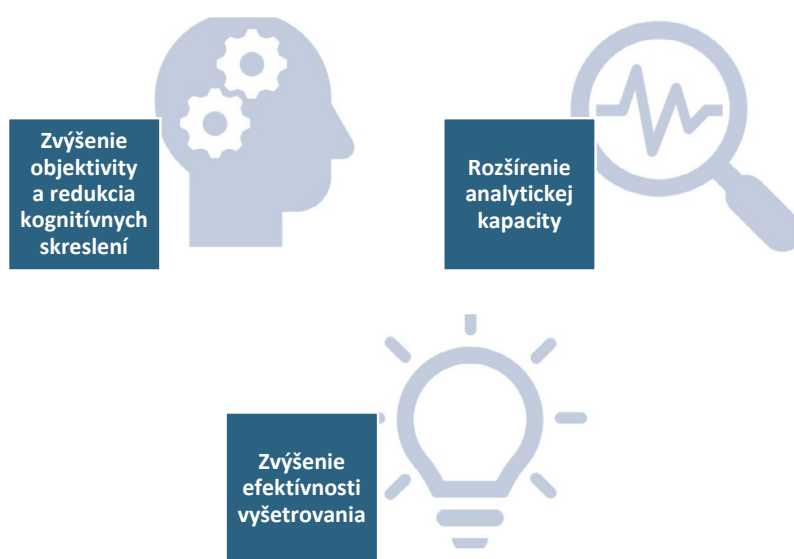 Zvýšenie
objektivity
a redukcia
kognitívnych
skreslení
Rozšírenie
analytickej
kapacity
Zvýšenie
efektívnosti
vyšetrovania